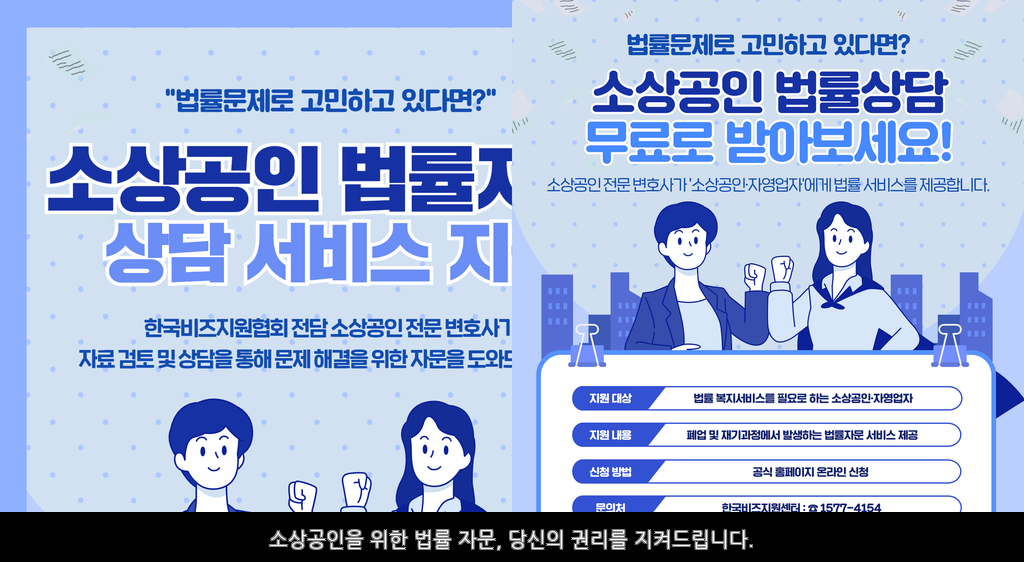 "법률문제로 고민하고 있다면?"
소상공인 법률
상담 서비스
한국비즈지원협회 전담 소상공인 전문 변호사가
자료 검토 및 상담을 통해 문제 해결을 위한 자문을
법률문제로 고민하고 있다면?
소상공인 법률상담
무료로 받아보세요!
소상공인 전문 변호사가 '소상공인·자영업자'에게 법률 서비스를 제공합니다.
지원 대상 법률 복지서비스를 필요로 하는 소상공인·자영업자
지원 내용 폐업 및 재기과정에서 발생하는 법률자문 서비스 제공
신청 방법 공식 홈페이지 온라인 신청
문의처 한국비즈지원센터 : ☎ 1577-4154
소상공인을 위한 법률 자문, 당신의 권리를 지켜드립니다.